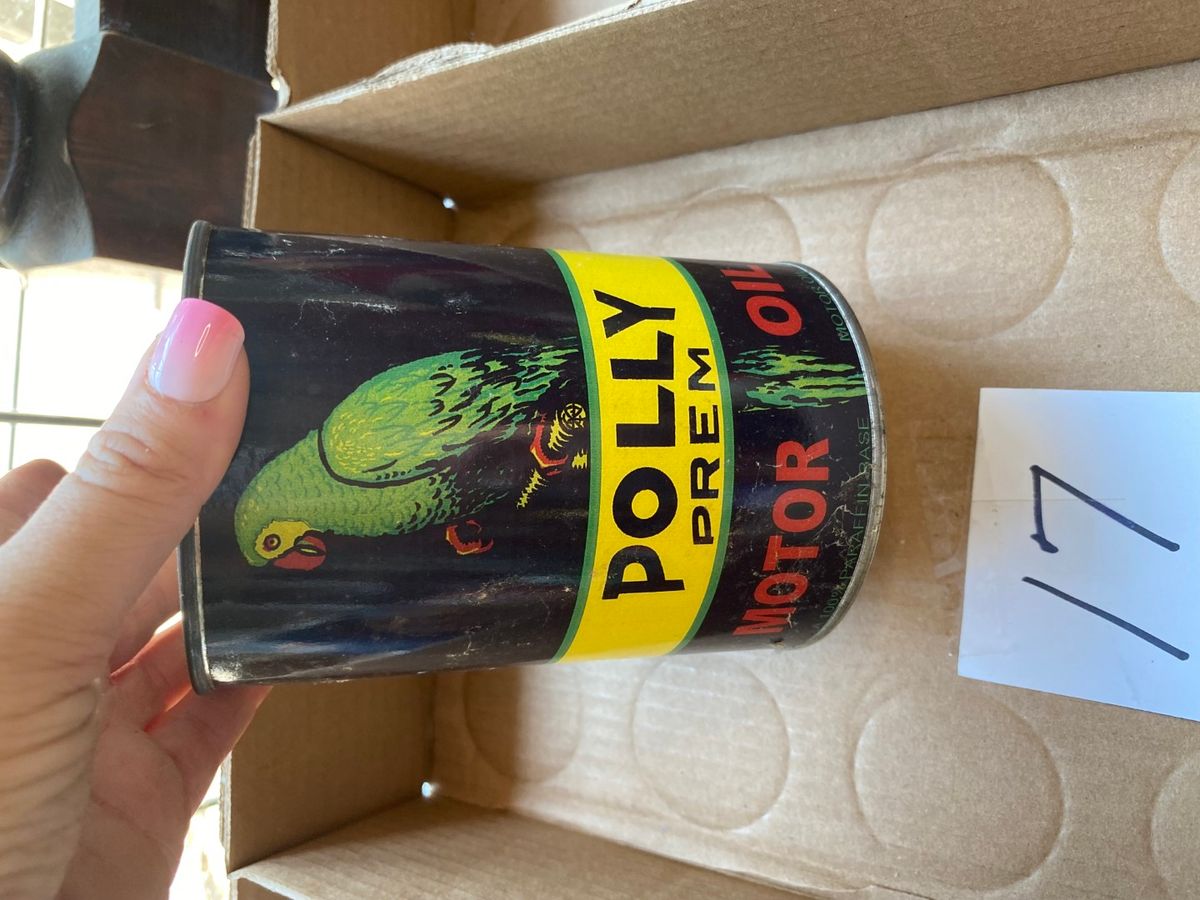 POLLY
PREM
MOTOR OIL
100% PARAFFIN BASE
17